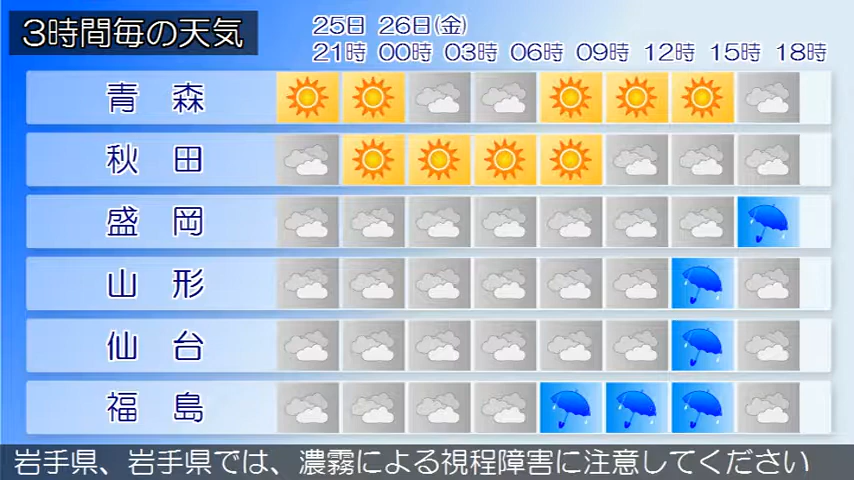 3時間毎の天気
25日 26日(金)
21時 00時 03時 06時 09時 12時 15時 18時
青 森
秋 田
盛 岡
山 形
仙 台
福 島
岩手県、岩手県では、濃霧による視程障害に注意してください